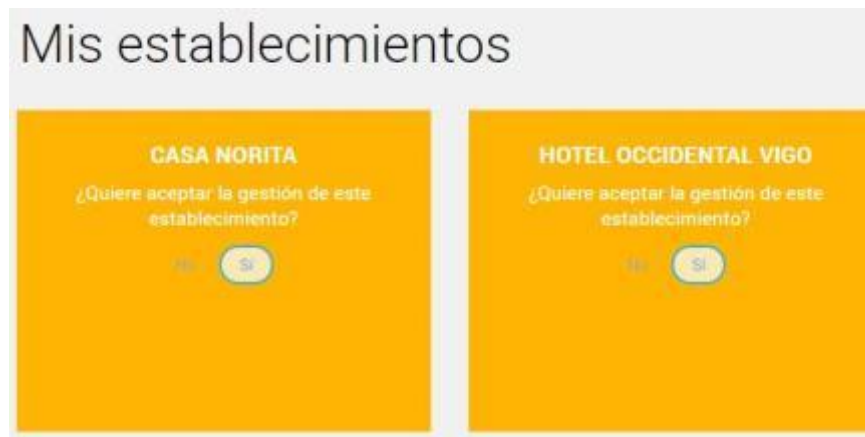 Mis establecimientos
CASA NORITA
¿Quiere aceptar la gestión de este
establecimiento?
No Sí
HOTEL OCCIDENTAL VIGO
¿Quiere aceptar la gestión de este
establecimiento?
No Sí